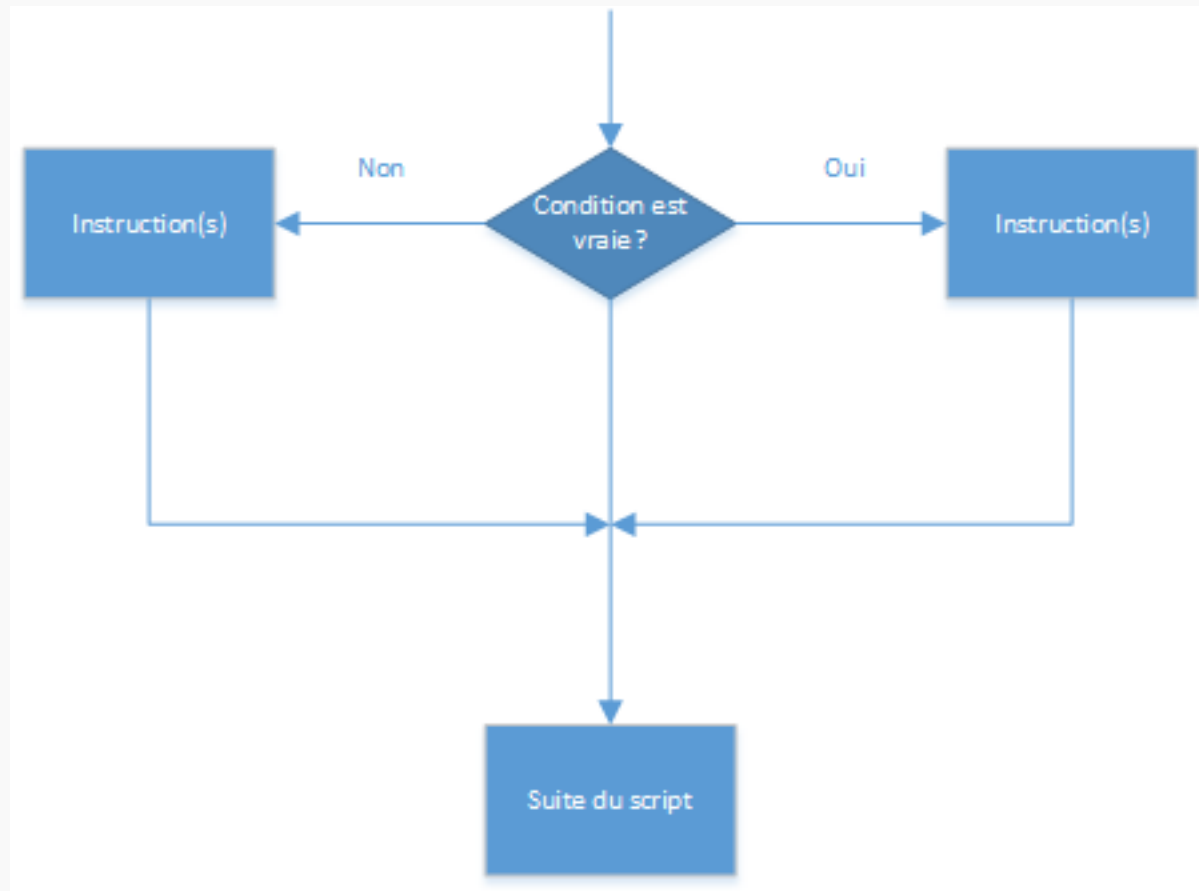 Non
Oui
Instruction(s)
Condition est
vraie ?
Instruction(s)
Suite du script